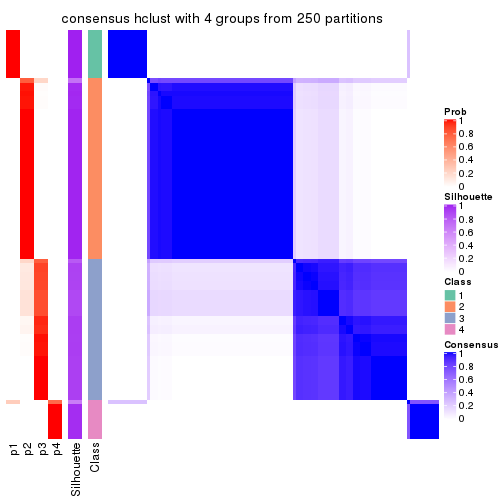 consensus hclust with 4 groups from 250 partitions
Prob
1
0.8
0.6
0.4
0.2
0
Silhouette
1
0.8
0.6
0.4
0.2
0
Class
1
2
3
4
Consensus
1
0.8
0.6
0.4
0.2
0
p1
p2
p3
p4
Silhouette
Class